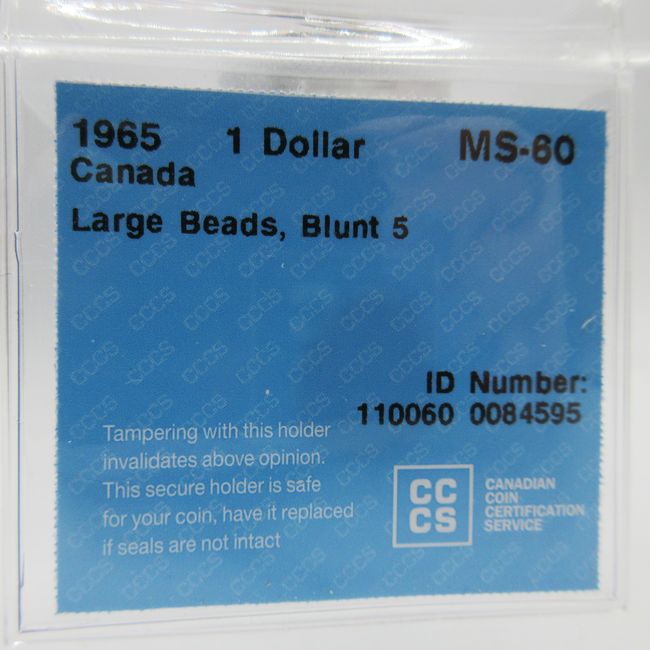 1965 1 Dollar MS-60
Canada
Large Beads, Blunt 5
ID Number:
110060 0084595
Tampering with this holder
invalidates above opinion.
This secure holder is safe
for your coin, have it replaced
if seals are not intact
CC
CS
CANADIAN
COIN
CERTIFICATION
SERVICE